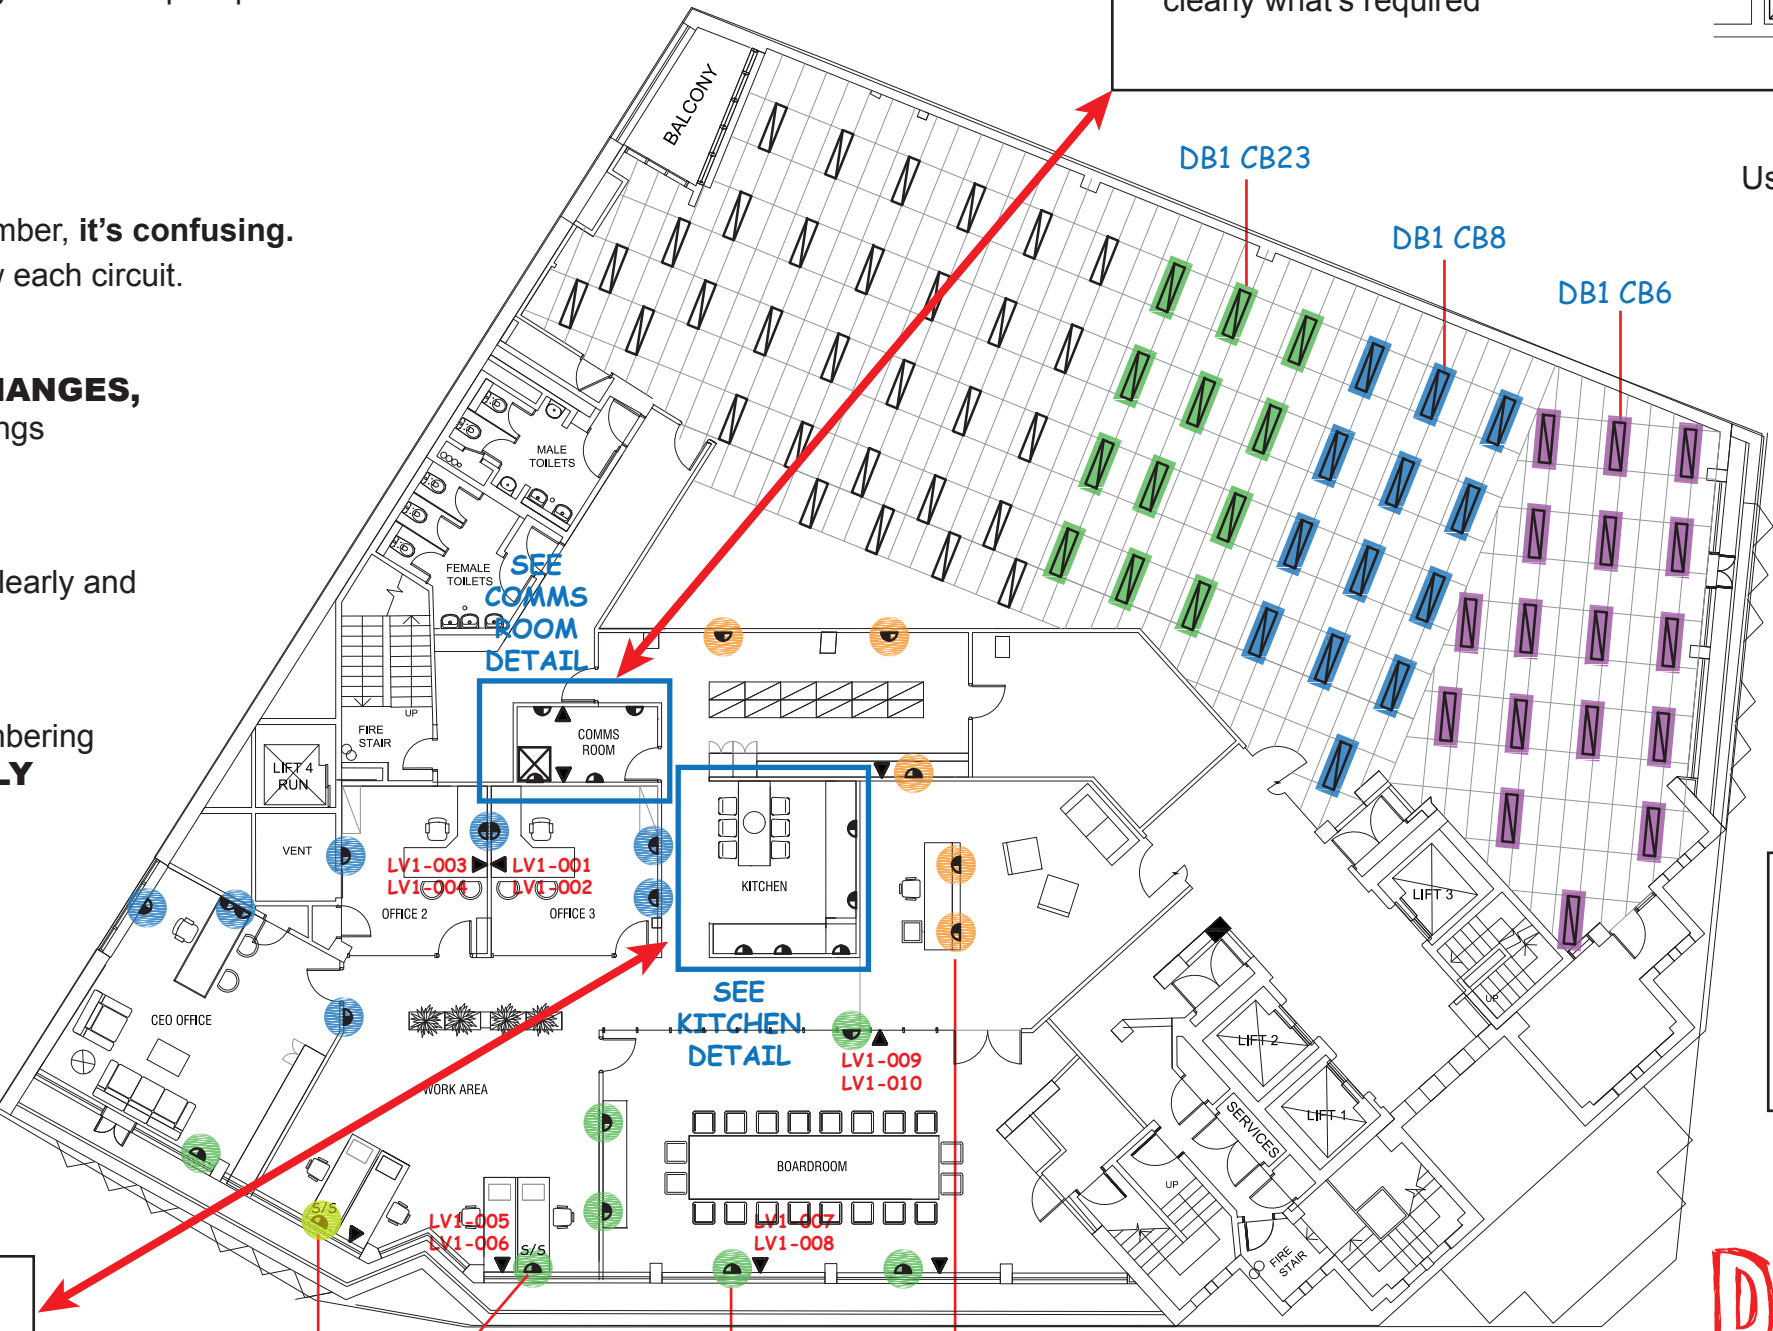 clearly what's required
BALCONY
DB1 CB23
Us
mber, it's confusing.
DB1 CB8
each circuit.
DB1 CB6
HANGES,
ngs
MALE
TOILETS
FEMALE
TOILETS
SEE
COMMS
ROOM
DETAIL
learly and
UP
FIRE
STAIR
COMMS
ROOM
mbering
LY
LIFT 4
RUN
VENT
LV1-003
LV1-004
LV1-001
LV1-002
OFFICE 2
OFFICE 3
KITCHEN
LIFT 3
UP
SEE
KITCHEN
DETAIL
CEO OFFICE
LIFT 2
LV1-009
LV1-010
WORK AREA
LIFT 1
SERVICES
BOARDROOM
UP
S/S
LV1-005
LV1-006
S/S
LV1-007
LV1-008
FIRE
STAIR
D